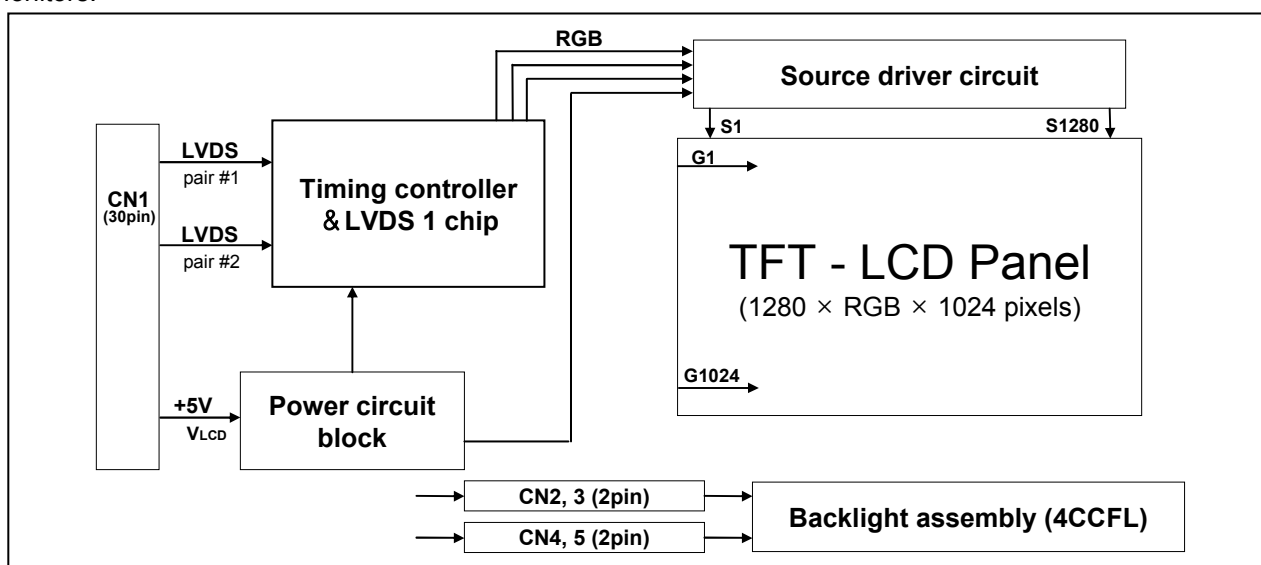 RGB
Source driver circuit
S1
S1280
CN1
(30pin)
LVDS
pair #1
LVDS
pair #2
Timing controller
&LVDS 1 chip
G1
TFT - LCD Panel
(1280 × RGB × 1024 pixels)
G1024
+5V
VLCD
Power circuit
block
CN2, 3 (2pin)
CN4, 5 (2pin)
Backlight assembly (4CCFL)